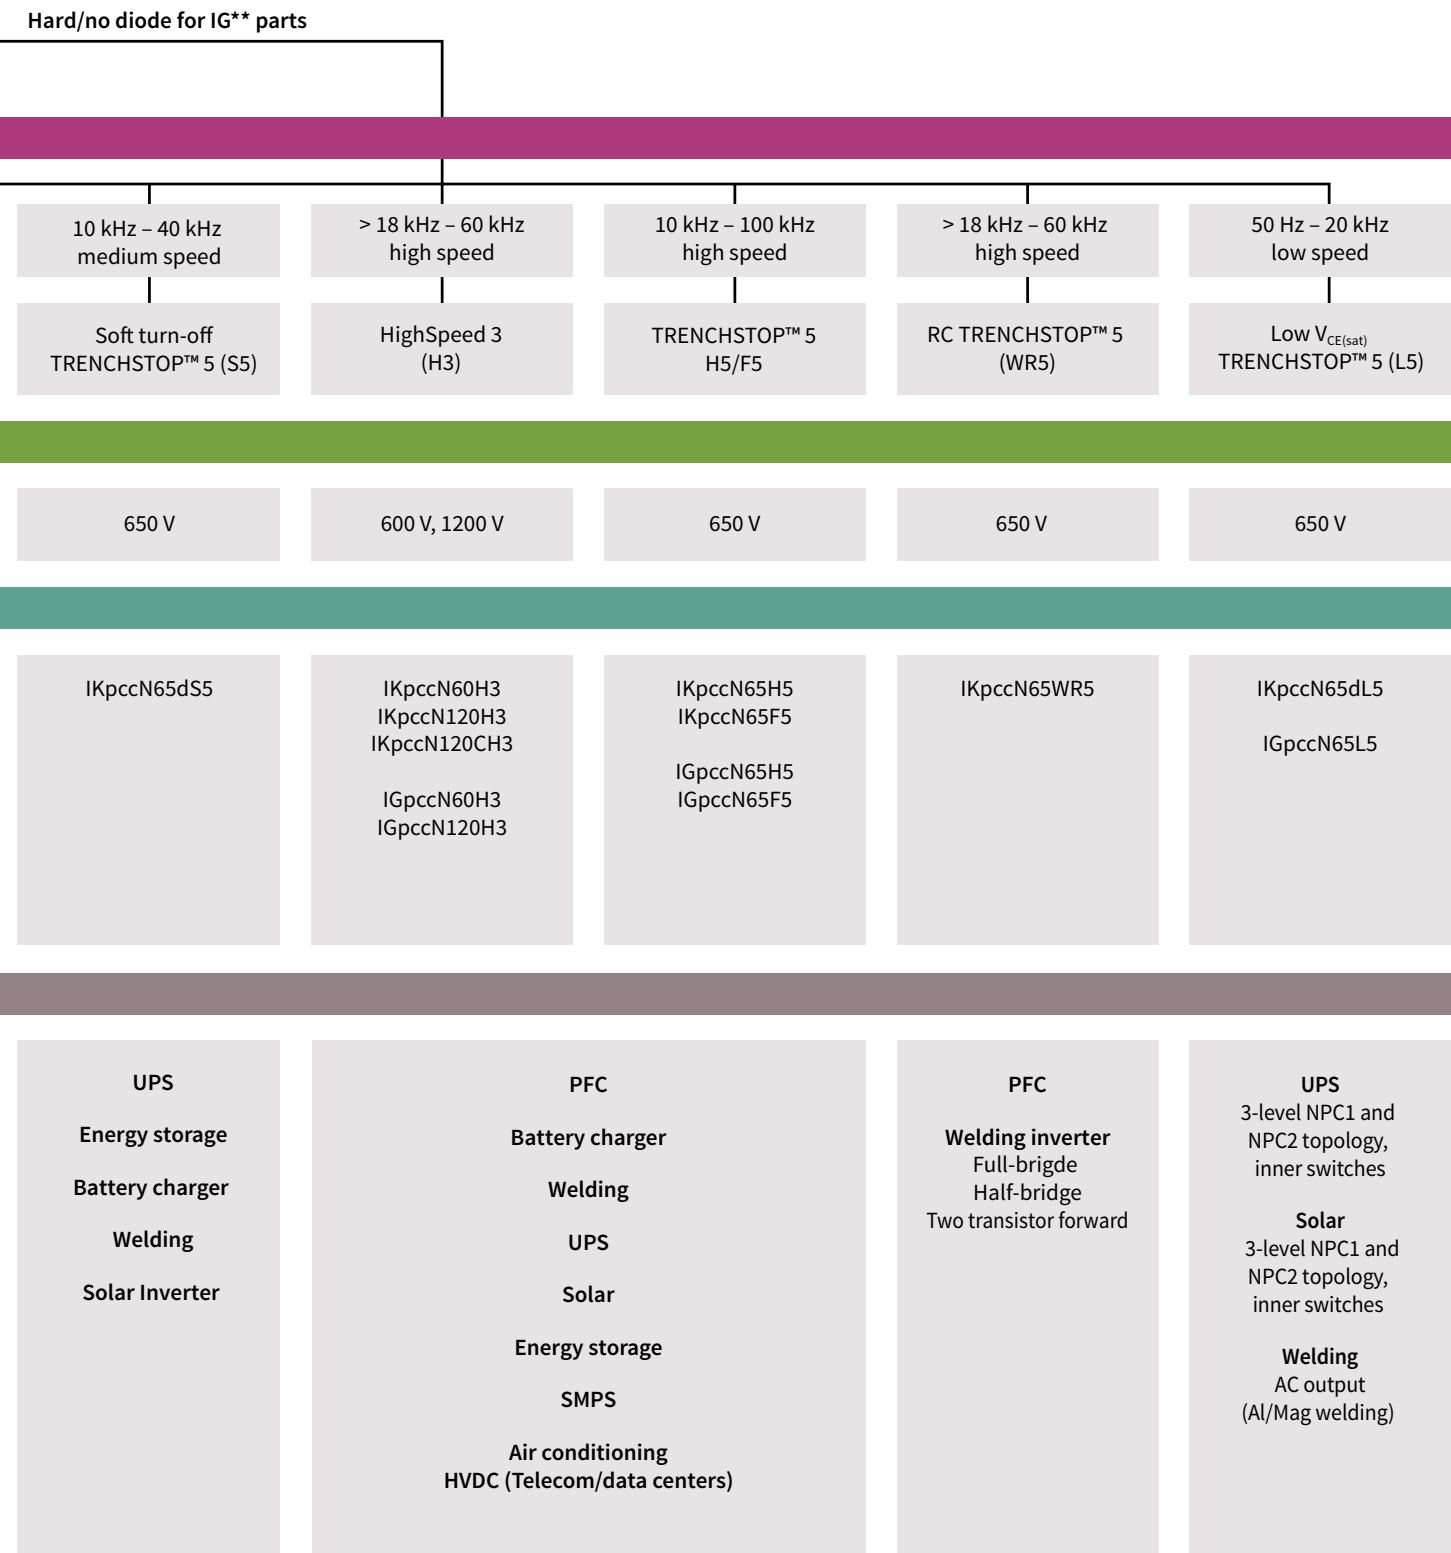 Hard/no diode for IG** parts
10 kHz – 40 kHz
medium speed
> 18 kHz – 60 kHz
high speed
10 kHz – 100 kHz
high speed
> 18 kHz – 60 kHz
high speed
50 Hz – 20 kHz
low speed
Soft turn-off
TRENCHSTOP™ 5 (S5)
HighSpeed 3
(H3)
TRENCHSTOP™ 5
H5/F5
RC TRENCHSTOP™ 5
(WR5)
Low VCE(sat)
TRENCHSTOP™ 5 (L5)
650 V
600 V, 1200 V
650 V
650 V
650 V
IKpccN65dS5
IKpccN60H3
IKpccN120H3
IKpccN120CH3
IGpccN60H3
IGpccN120H3
IKpccN65H5
IKpccN65F5
IGpccN65H5
IGpccN65F5
IKpccN65WR5
IKpccN65dL5
IGpccN65L5
UPS
Energy storage
Battery charger
Welding
Solar Inverter
PFC
Battery charger
Welding
UPS
Solar
Energy storage
SMPS
Air conditioning
HVDC (Telecom/data centers)
PFC
Welding inverter
Full-brigde
Half-bridge
Two transistor forward
UPS
3-level NPC1 and
NPC2 topology,
inner switches
Solar
3-level NPC1 and
NPC2 topology,
inner switches
Welding
AC output
(Al/Mag welding)